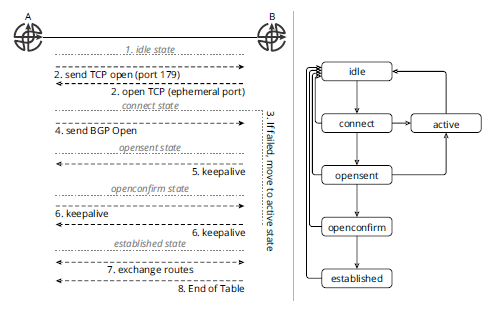 A
B
1. idle state
2. send TCP open (port 179)
2. open TCP (ephemeral port)
connect state
4. send BGP Open
opensent state
5. keepalive
openconfirm state
6. keepalive
6. keepalive
established state
7. exchange routes
8. End of Table
3. If failed, move to active state
idle
connect
active
opensent
openconfirm
established